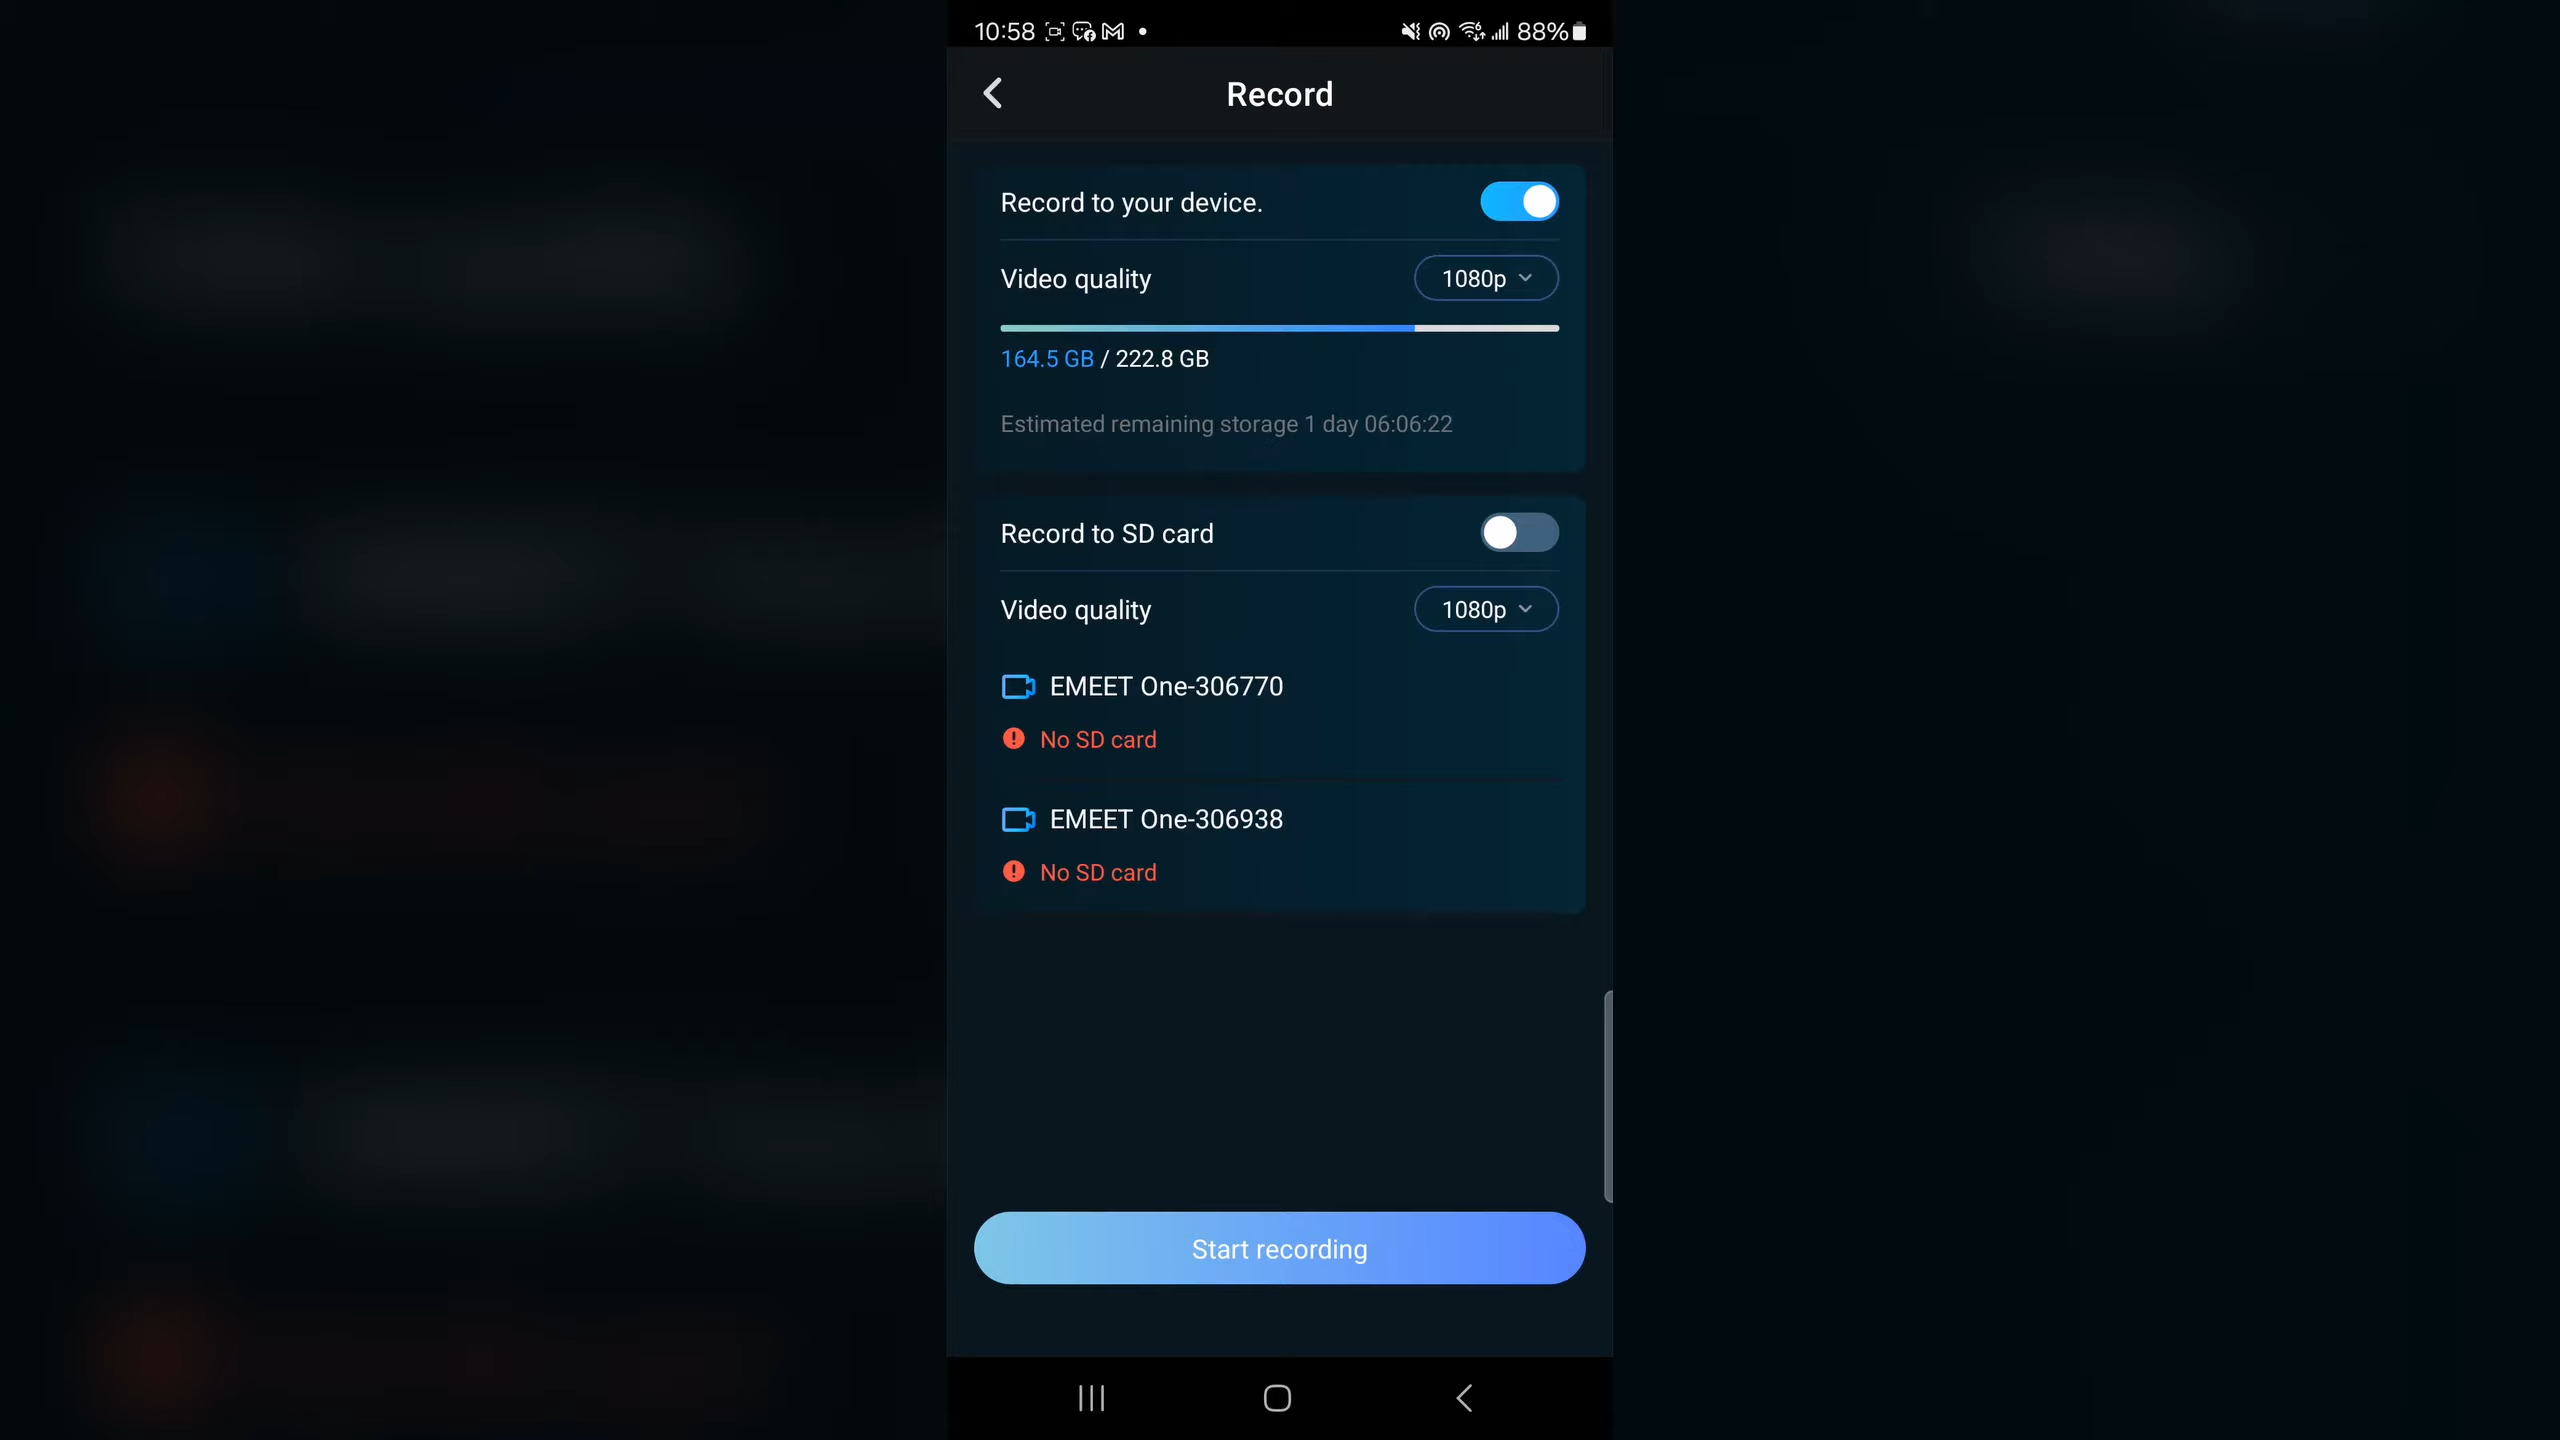 10:58 88%
Record
Record to your device.
Video quality 1080p
164.5 GB / 222.8 GB
Estimated remaining storage 1 day 06:06:22
Record to SD card
Video quality 1080p
EMEET One-306770
No SD card
EMEET One-306938
No SD card
Start recording